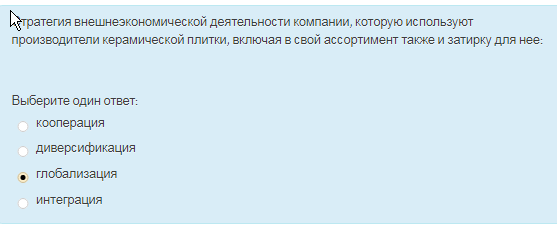 стратегия внешнеэкономической деятельности компании, которую используют
производители керамической плитки, включая в свой ассортимент также и затирку для нее:
Выберите один ответ:
кооперация
диверсификация
глобализация
интеграция